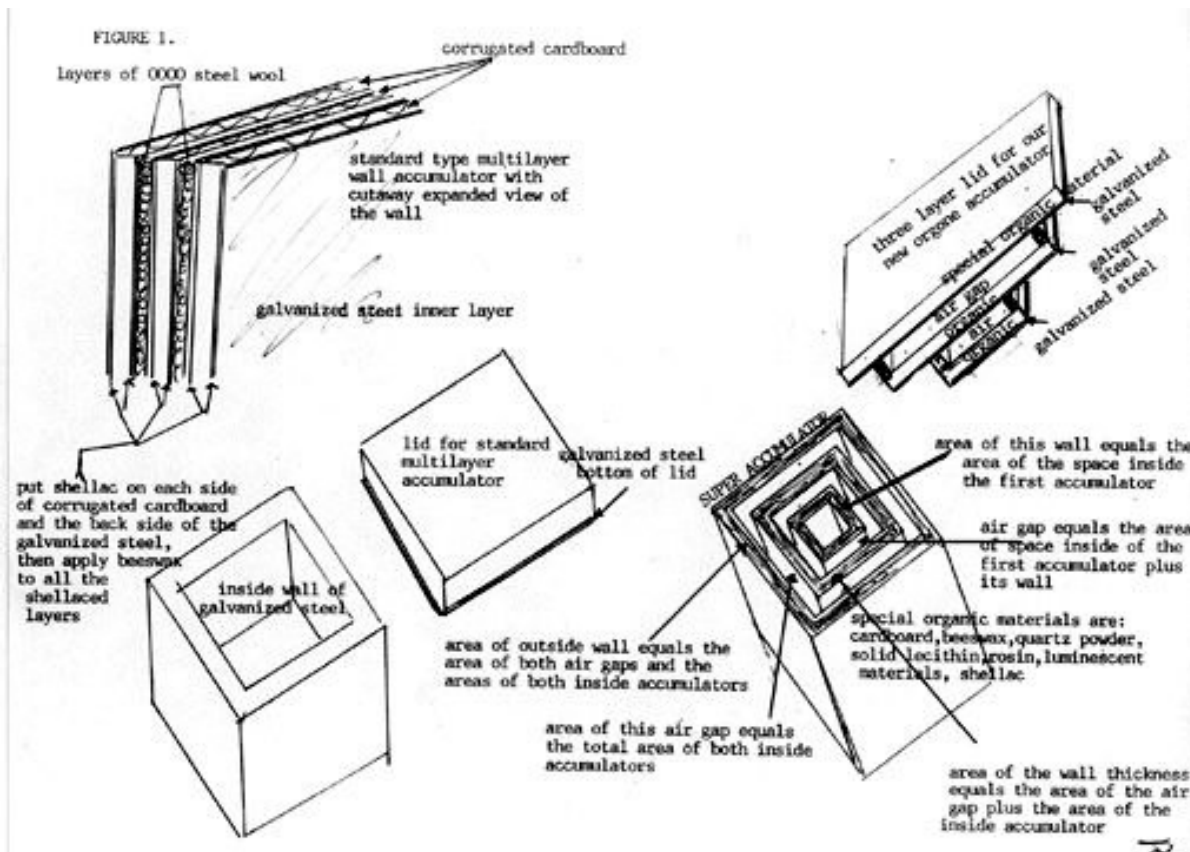 FIGURE 1.
corrugated cardboard
layers of 0000 steel wool
standard type multilayer
wall accumulator with
cutaway expanded view of
the wall
galvanized steel inner layer
three layer lid for our
new orgone accumulator
special organic material
galvanized
steel
air gap
galvanized
steel
organic
air
galvanized steel
organic
lid for standard
multilayer
accumulator
galvanized steel
bottom of lid
SUPER ACCUMULATOR
area of this wall equals the
area of the space inside
the first accumulator
put shellac on each side
of corrugated cardboard
and the back side of the
galvanized steel,
then apply beeswax
to all the
shellaced
layers
inside wall of
galvanized steel
air gap equals the area
of space inside of the
first accumulator plus
its wall
special organic materials are:
cardboard,beeswax,quartz powder,
solid lecithin,rosin,luminescent
materials, shellac
area of outside wall equals the
area of both air gaps and the
areas of both inside accumulators
area of this air gap equals
the total area of both inside
accumulators
area of the wall thickness
equals the area of the air
gap plus the area of the
inside accumulator